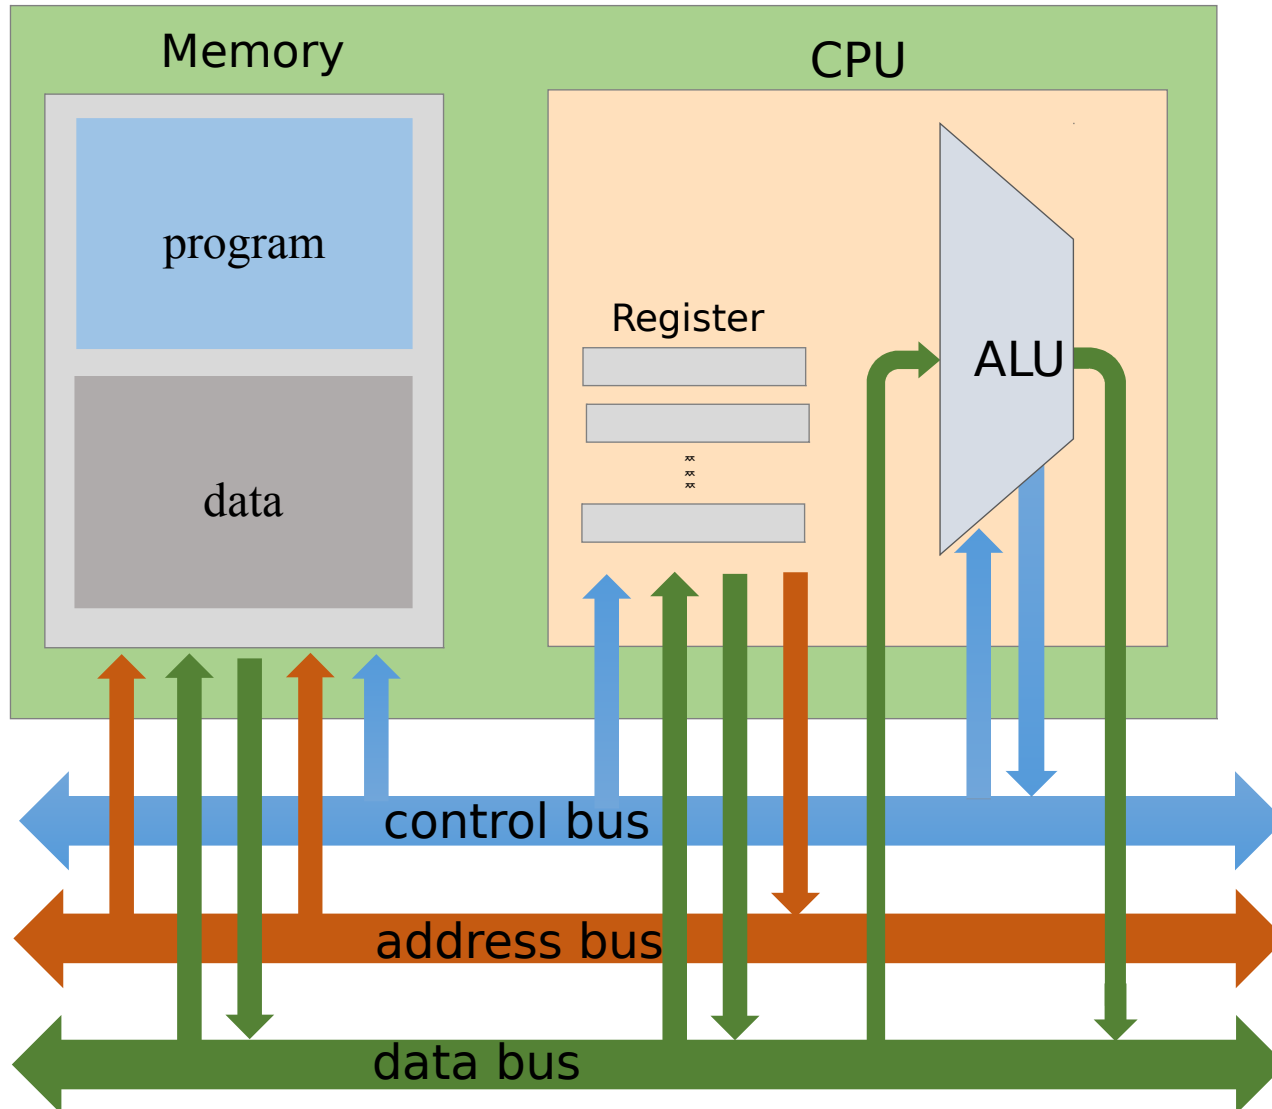 Memory
CPU
program
Register
ALU
data
control bus
address bus
data bus